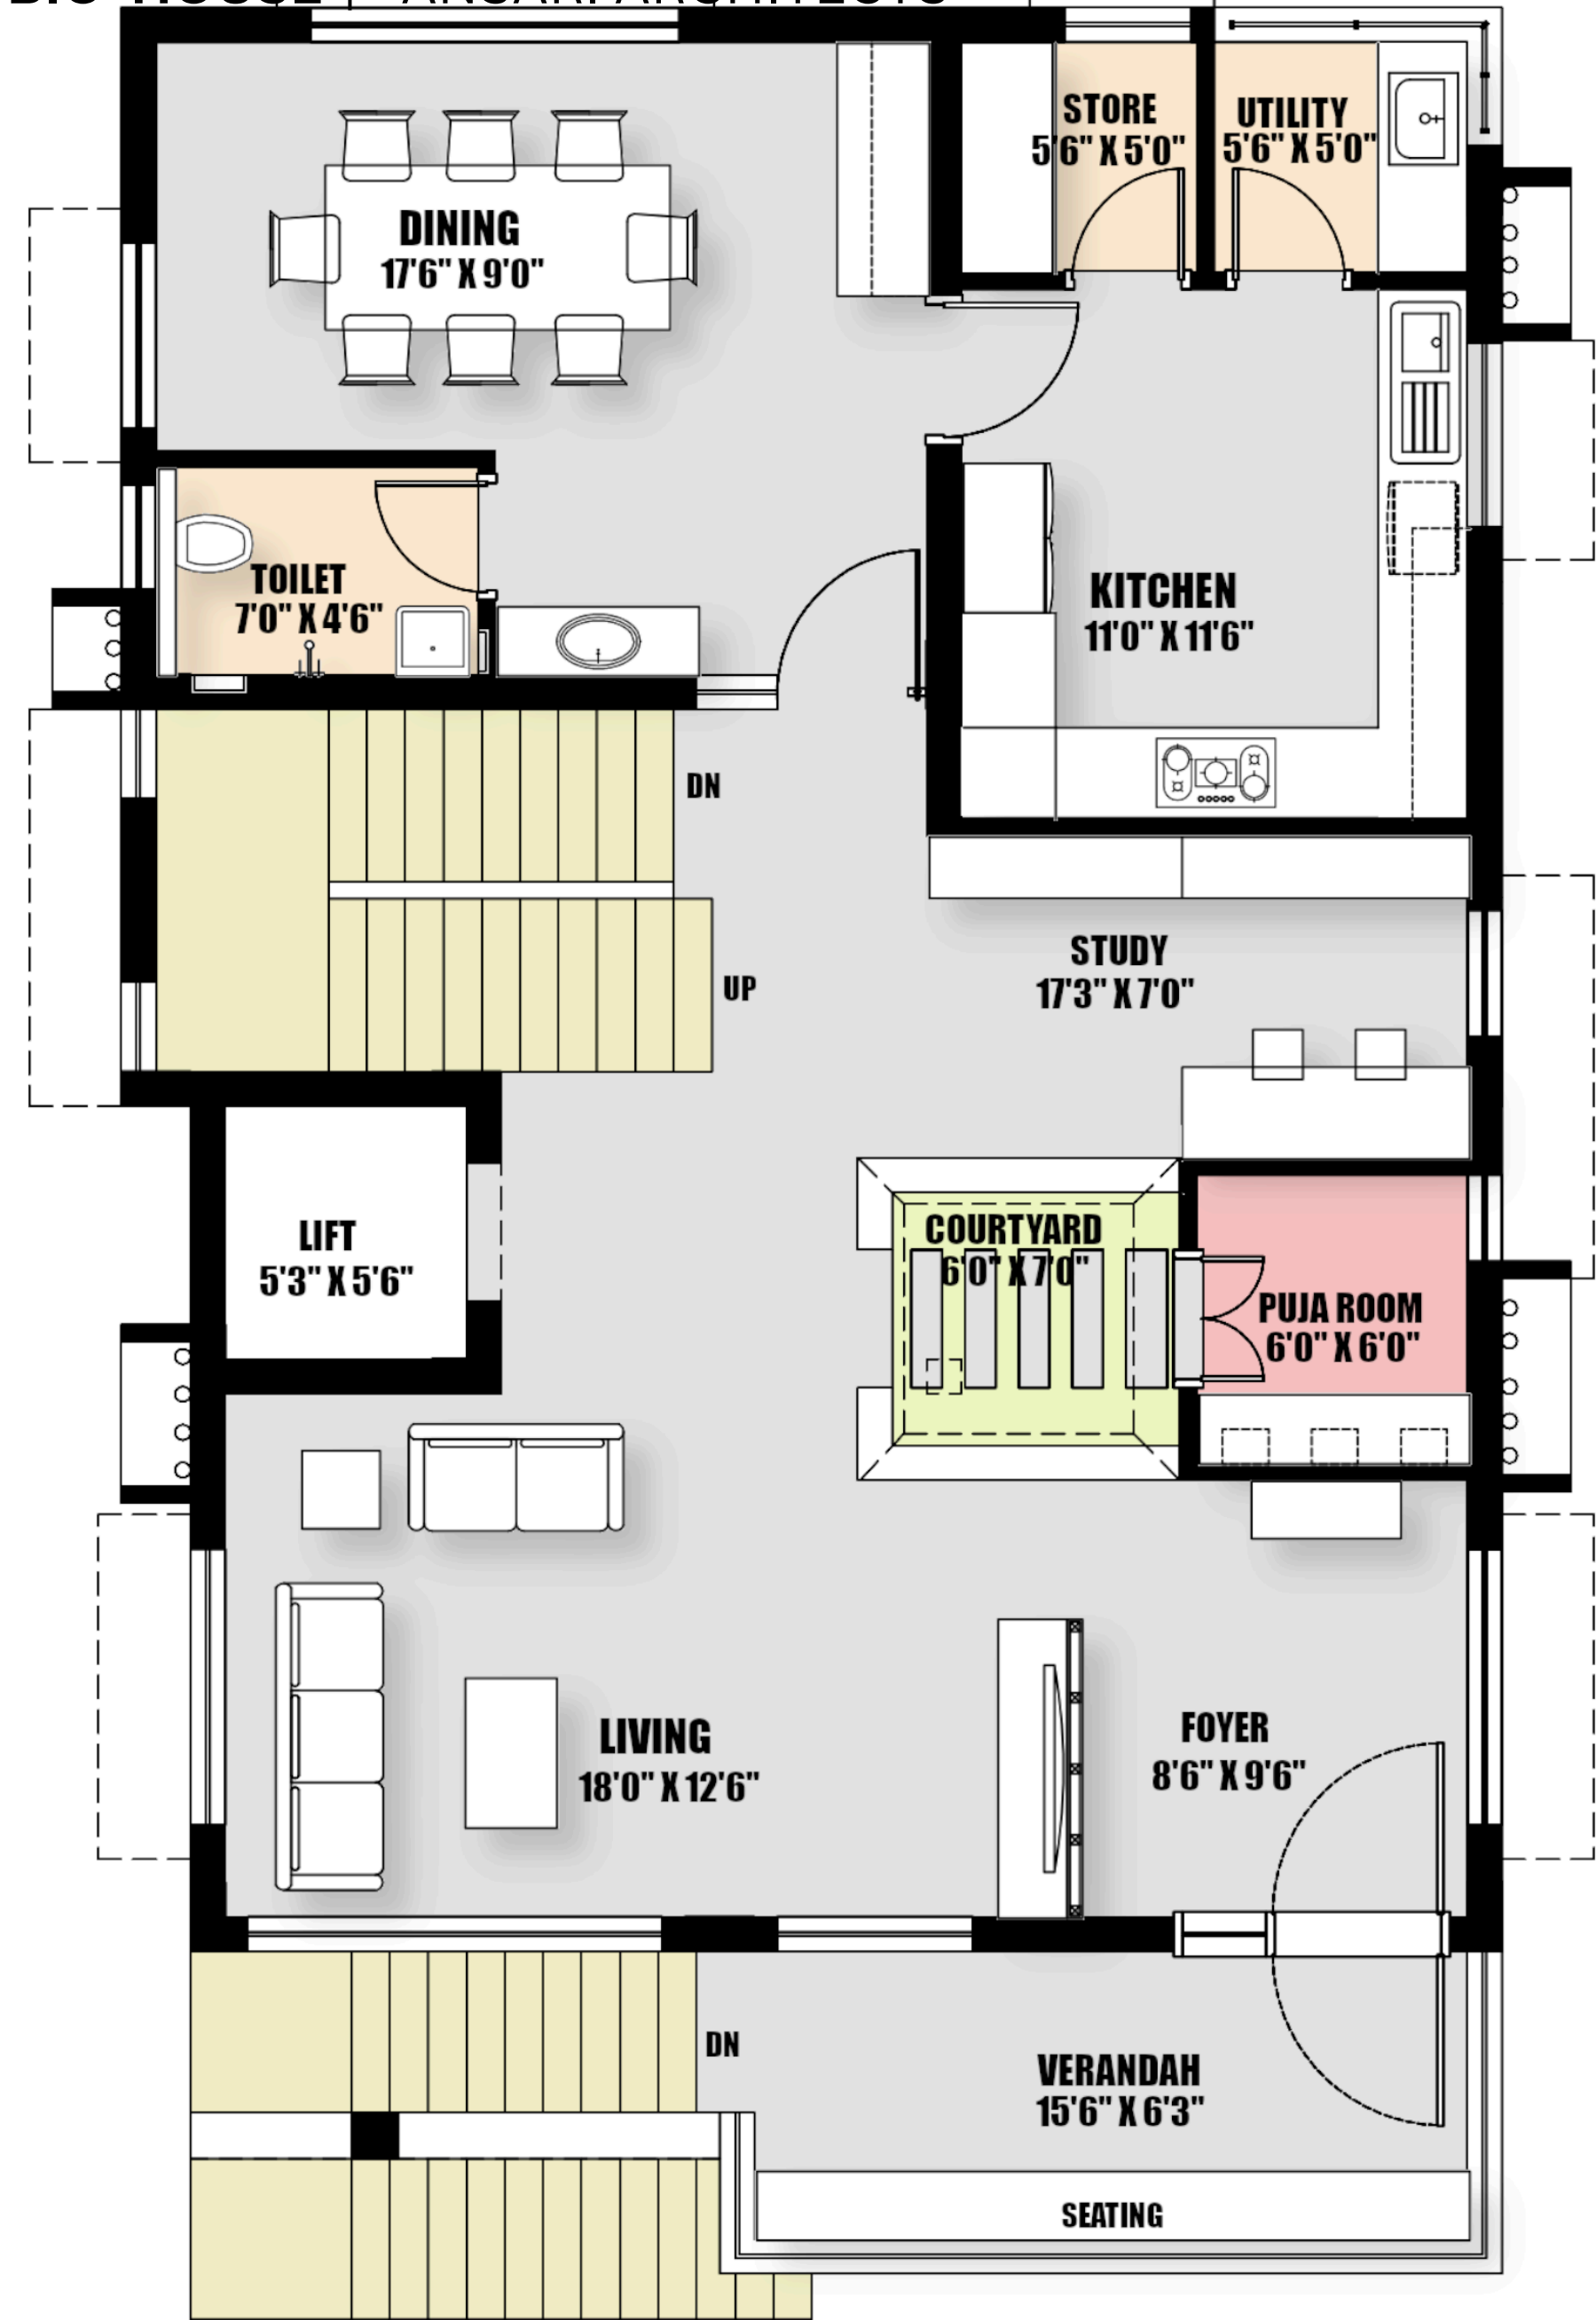 STORE
5'6" X 5'0"
UTILITY
5'6" X 5'0"
DINING
17'6" X 9'0"
TOILET
7'0" X 4'6"
KITCHEN
11'0" X 11'6"
DN
UP
STUDY
17'3" X 7'0"
LIFT
5'3" X 5'6"
COURTYARD
6'0" X 7'0"
PUJA ROOM
6'0" X 6'0"
LIVING
18'0" X 12'6"
FOYER
8'6" X 9'6"
DN
VERANDAH
15'6" X 6'3"
SEATING